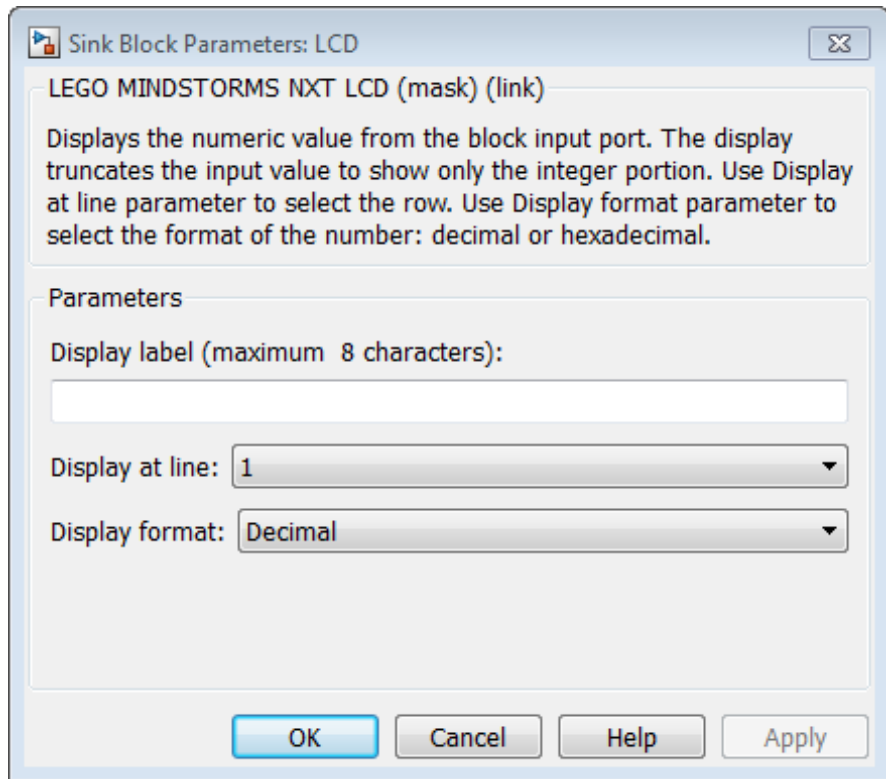 Sink Block Parameters: LCD
LEGO MINDSTORMS NXT LCD (mask) (link)
Displays the numeric value from the block input port. The display
truncates the input value to show only the integer portion. Use Display
at line parameter to select the row. Use Display format parameter to
select the format of the number: decimal or hexadecimal.
Parameters
Display label (maximum  8 characters):
Display at line: 1
Display format: Decimal
OK Cancel Help Apply